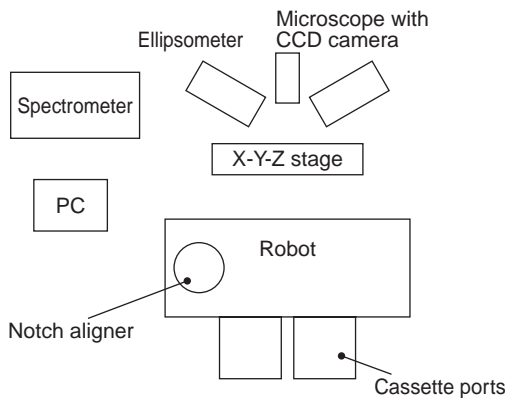 Microscope with
CCD camera
Ellipsometer
Spectrometer
X-Y-Z stage
PC
Robot
Notch aligner
Cassette ports